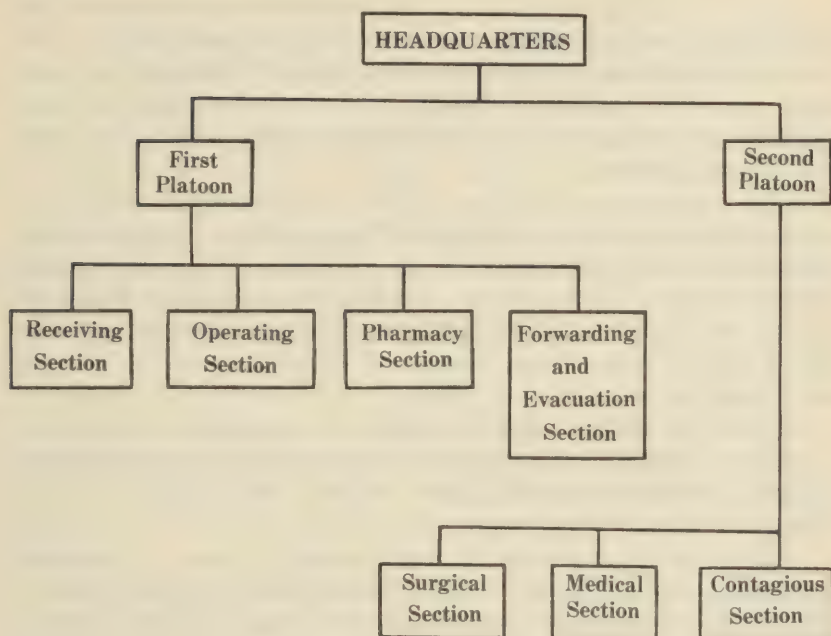 HEADQUARTERS
First
Platoon
Second
Platoon
Receiving
Section
Operating
Section
Pharmacy
Section
Forwarding
and
Evacuation
Section
Surgical
Section
Medical
Section
Contagious
Section